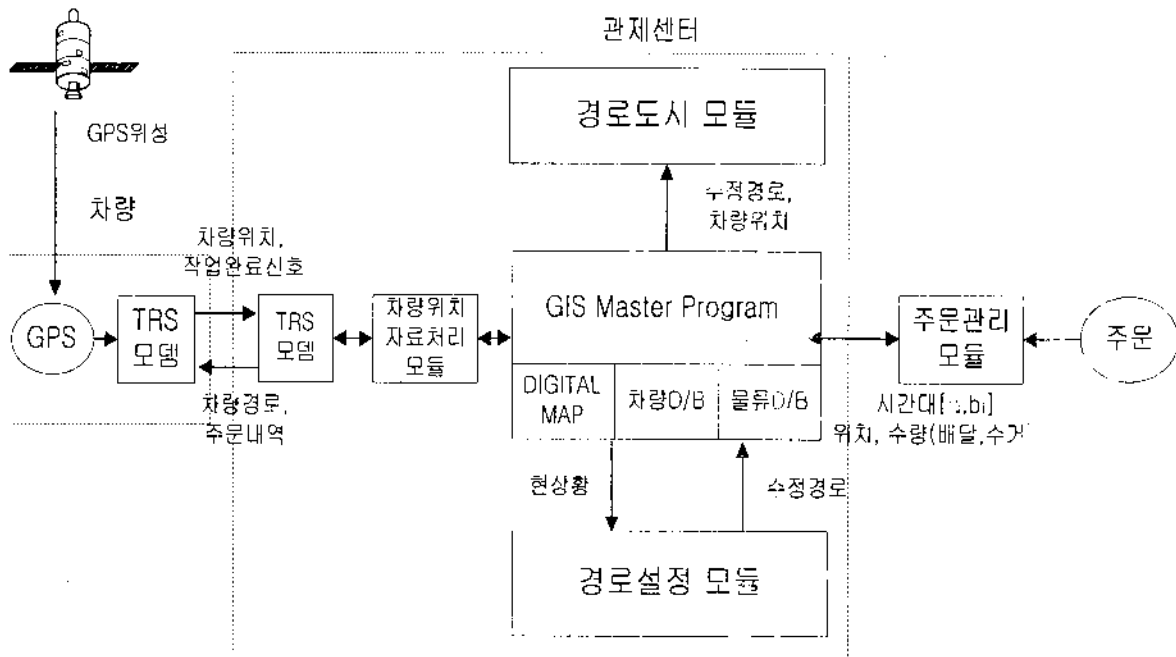 관제센터
GPS위성
차량
경로도시 모듈
수정경로,
차량위치
차량위치,
작업완료신호
GPS
TRS
모뎀
TRS
모뎀
차량위치
자료처리
모듈
GIS Master Program
주문관리
모듈
주문
DIGITAL
MAP
차량D/B
물류D/B
차량경로,
주문내역
시간대
위치, 수량(배달,수거
현상황
수정경로
경로설정 모듈